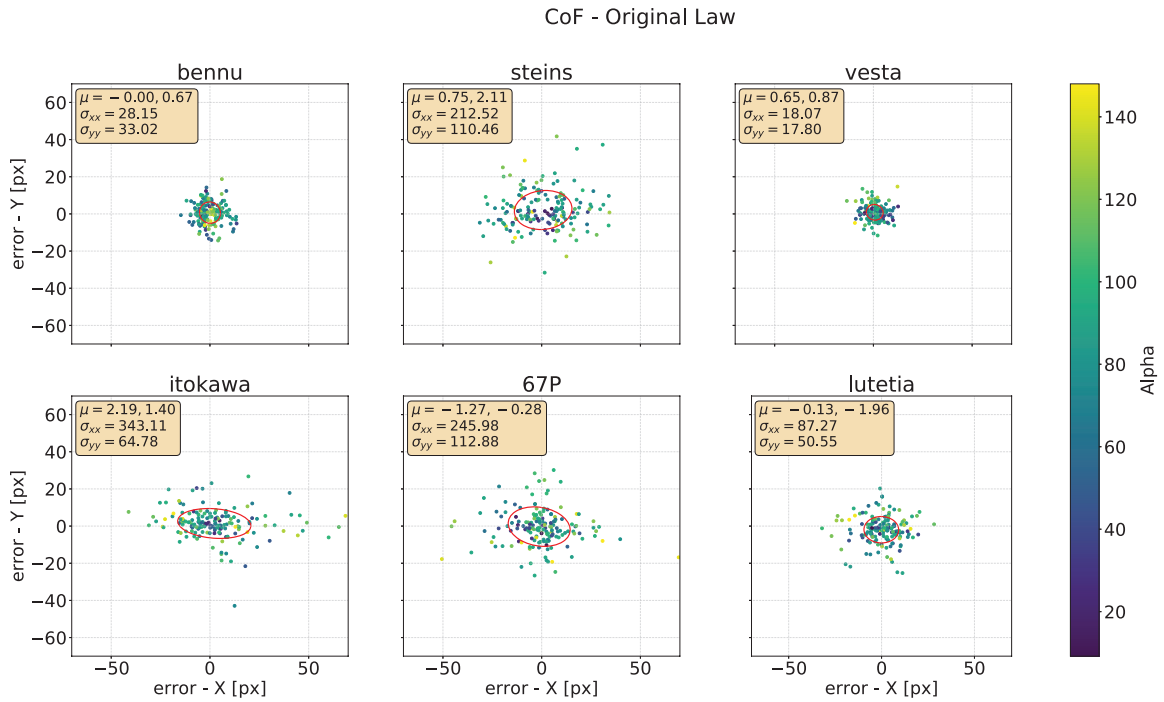 CoF - Original Law
bennu
μ = − 0.00, 0.67
σxx = 28.15
σyy = 33.02
steins
μ = 0.75, 2.11
σxx = 212.52
σyy = 110.46
vesta
μ = 0.65, 0.87
σxx = 18.07
σyy = 17.80
60
40
20
0
−20
−40
−60
error - Y [px]
itokawa
μ = 2.19, 1.40
σxx = 343.11
σyy = 64.78
67P
μ = −1.27, −0.28
σxx = 245.98
σyy = 112.88
lutetia
μ = −0.13, −1.96
σxx = 87.27
σyy = 50.55
60
40
20
0
−20
−40
−60
error - Y [px]
−50 0 50
error - X [px]
−50 0 50
error - X [px]
−50 0 50
error - X [px]
140
120
100
80
60
40
20
Alpha